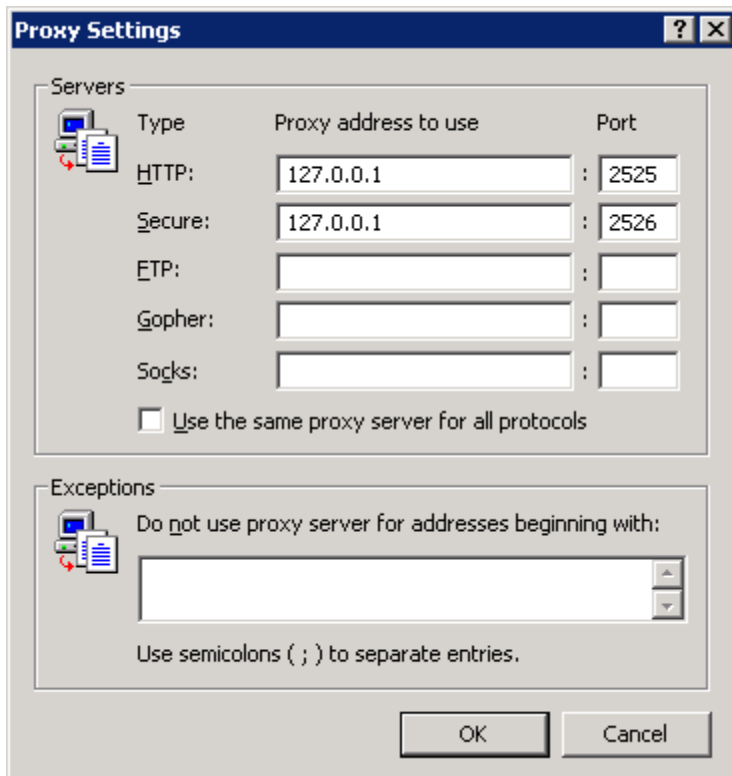 Proxy Settings
Servers
Type Proxy address to use Port
HTTP: 127.0.0.1 : 2525
Secure: 127.0.0.1 : 2526
FTP: :
Gopher: :
Socks: :
Use the same proxy server for all protocols
Exceptions
Do not use proxy server for addresses beginning with:
Use semicolons ( ; ) to separate entries.
OK Cancel